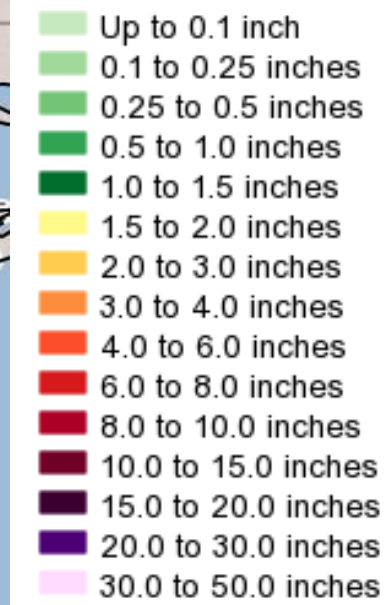 Up to 0.1 inch
0.1 to 0.25 inches
0.25 to 0.5 inches
0.5 to 1.0 inches
1.0 to 1.5 inches
1.5 to 2.0 inches
2.0 to 3.0 inches
3.0 to 4.0 inches
4.0 to 6.0 inches
6.0 to 8.0 inches
8.0 to 10.0 inches
10.0 to 15.0 inches
15.0 to 20.0 inches
20.0 to 30.0 inches
30.0 to 50.0 inches